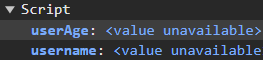 Script
userAge: <value unavailable>
username: <value unavailable